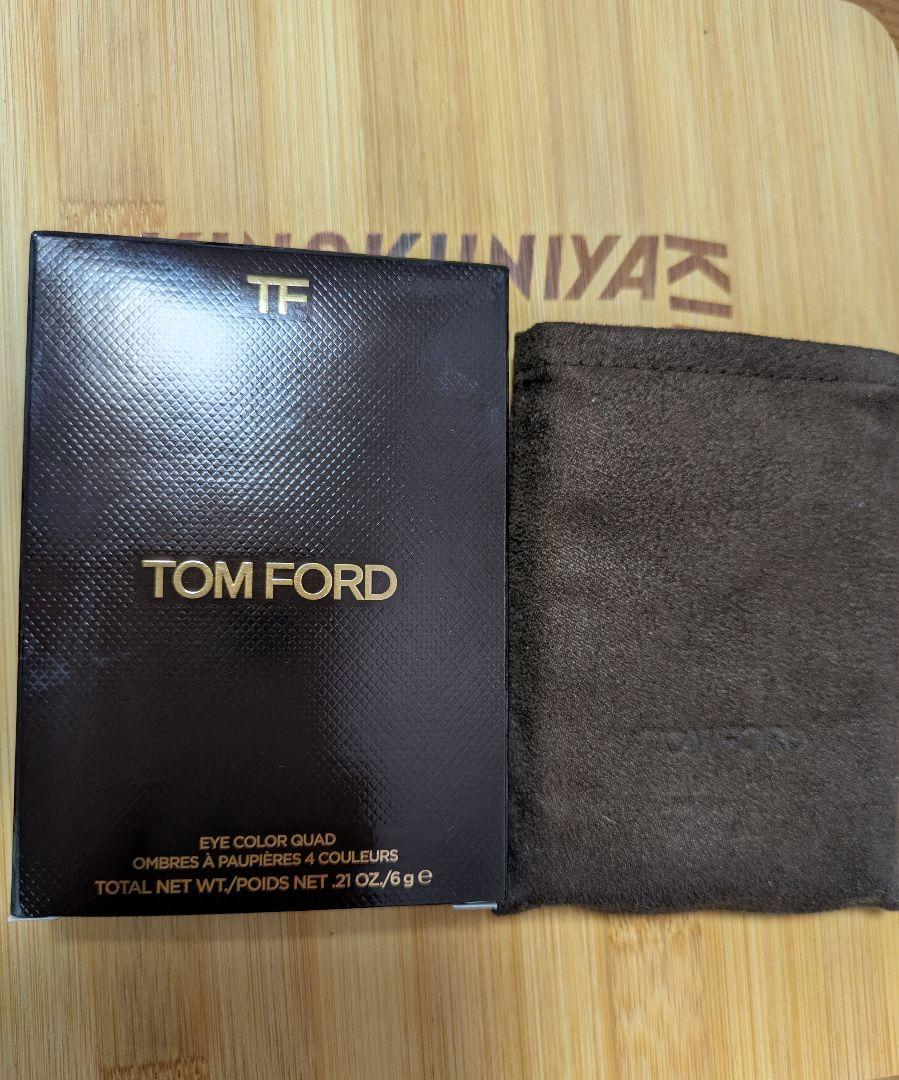 KINOKUNIYA
KI
TF
TOM FORD
EYE COLOR QUAD
OMBRES À PAUPIÈRES 4 COULEURS
TOTAL NET WT./POIDS NET .21 OZ./6 g ℮
TOM FORD